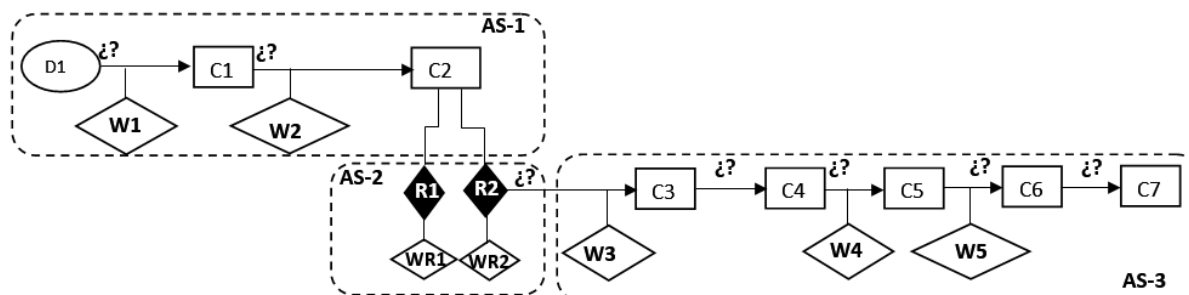 AS-1
D1
¿?
C1
¿?
C2
W1
W2
AS-2
R1
R2
¿?
C3
¿?
C4
¿?
C5
¿?
C6
¿?
C7
WR1
WR2
W3
W4
W5
AS-3